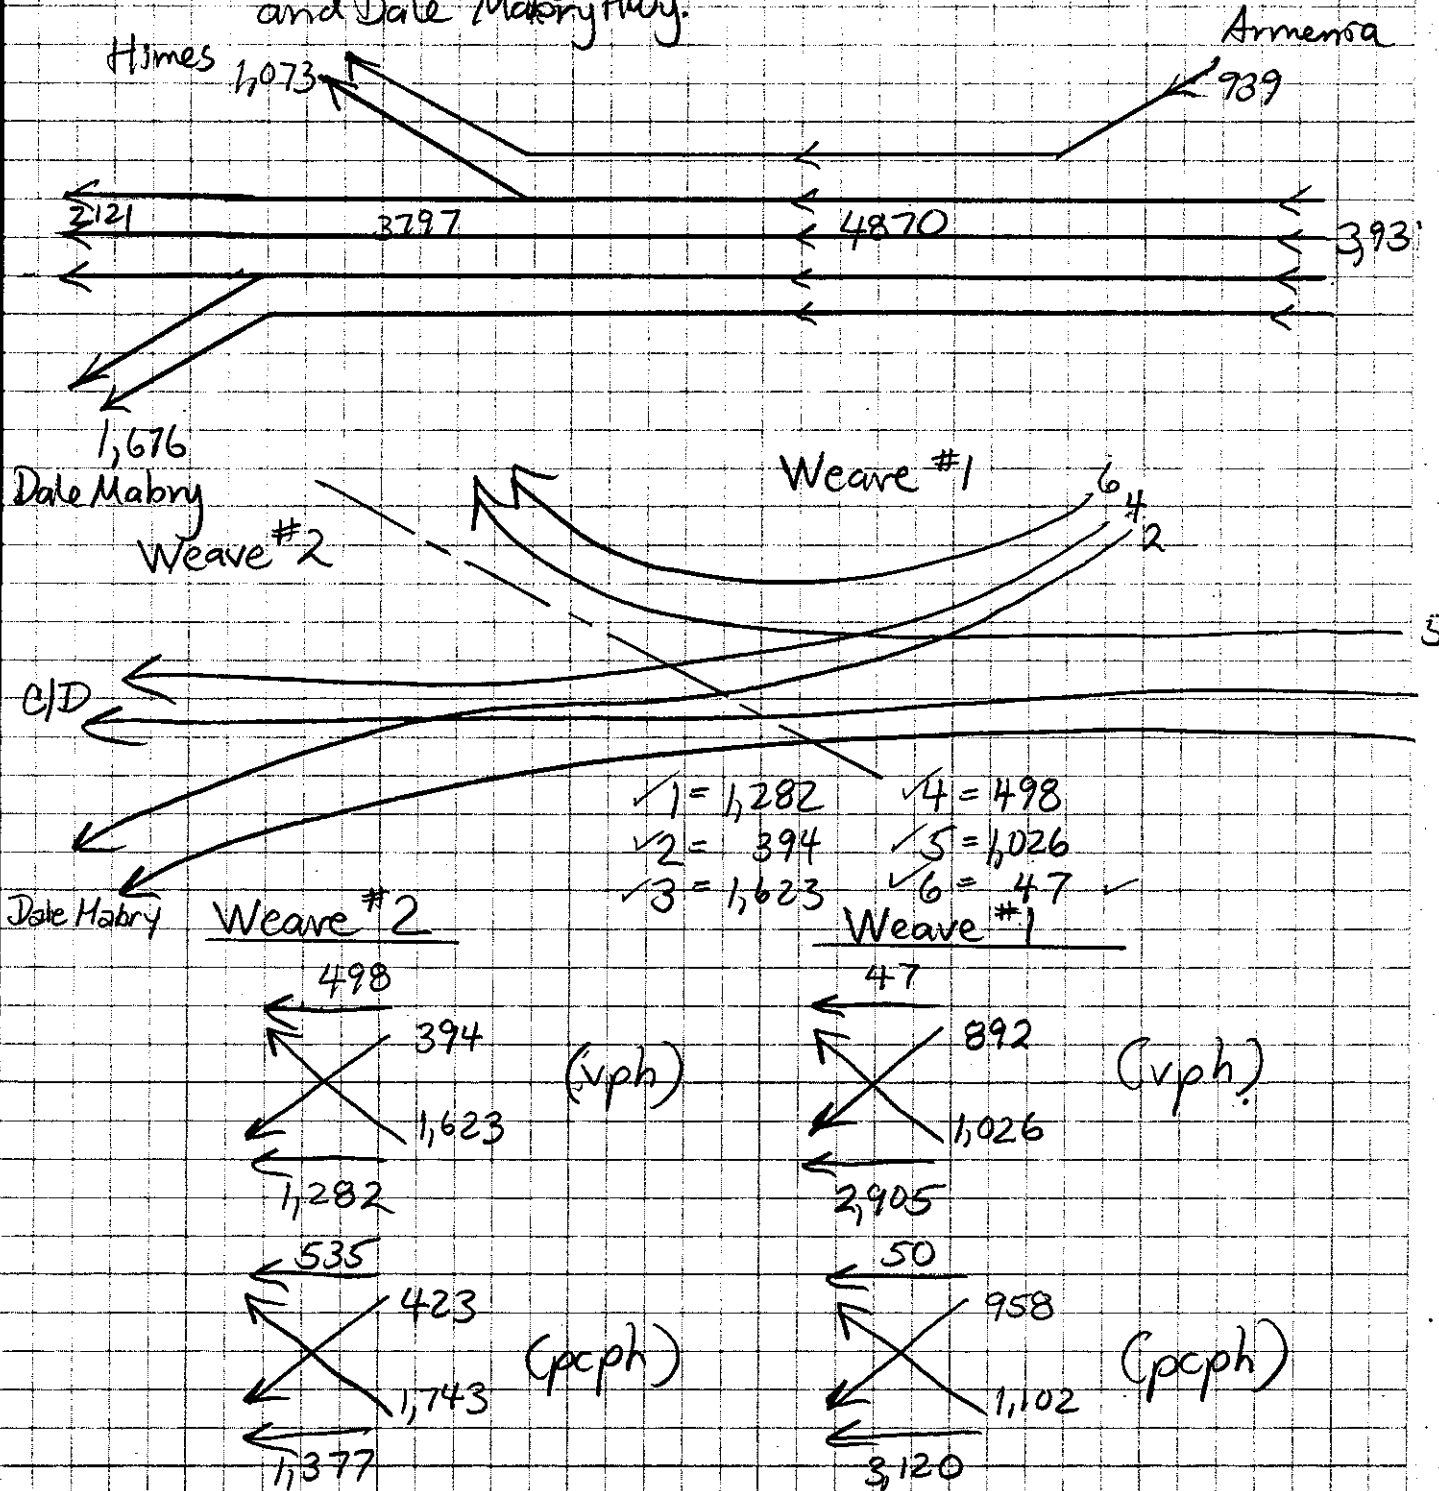 and Dale Mabry Hwy.
Himes
1,073
Armenia
939
2121
3797
4870
3,93
1,676
Dale Mabry
Weave #2
Weave #1
6
4
2
C/D
✓1 = 1,282 ✓4 = 498
✓2 = 394 ✓5 = 1,026
✓3 = 1,623 ✓6 = 47 ✓
Dale Mabry
Weave #2
Weave #1
498
394
(vph)
1,623
1,282
47
892
(vph)
1,026
2,905
535
423
(pcph)
1,743
1,377
50
958
(pcph)
1,102
3,120